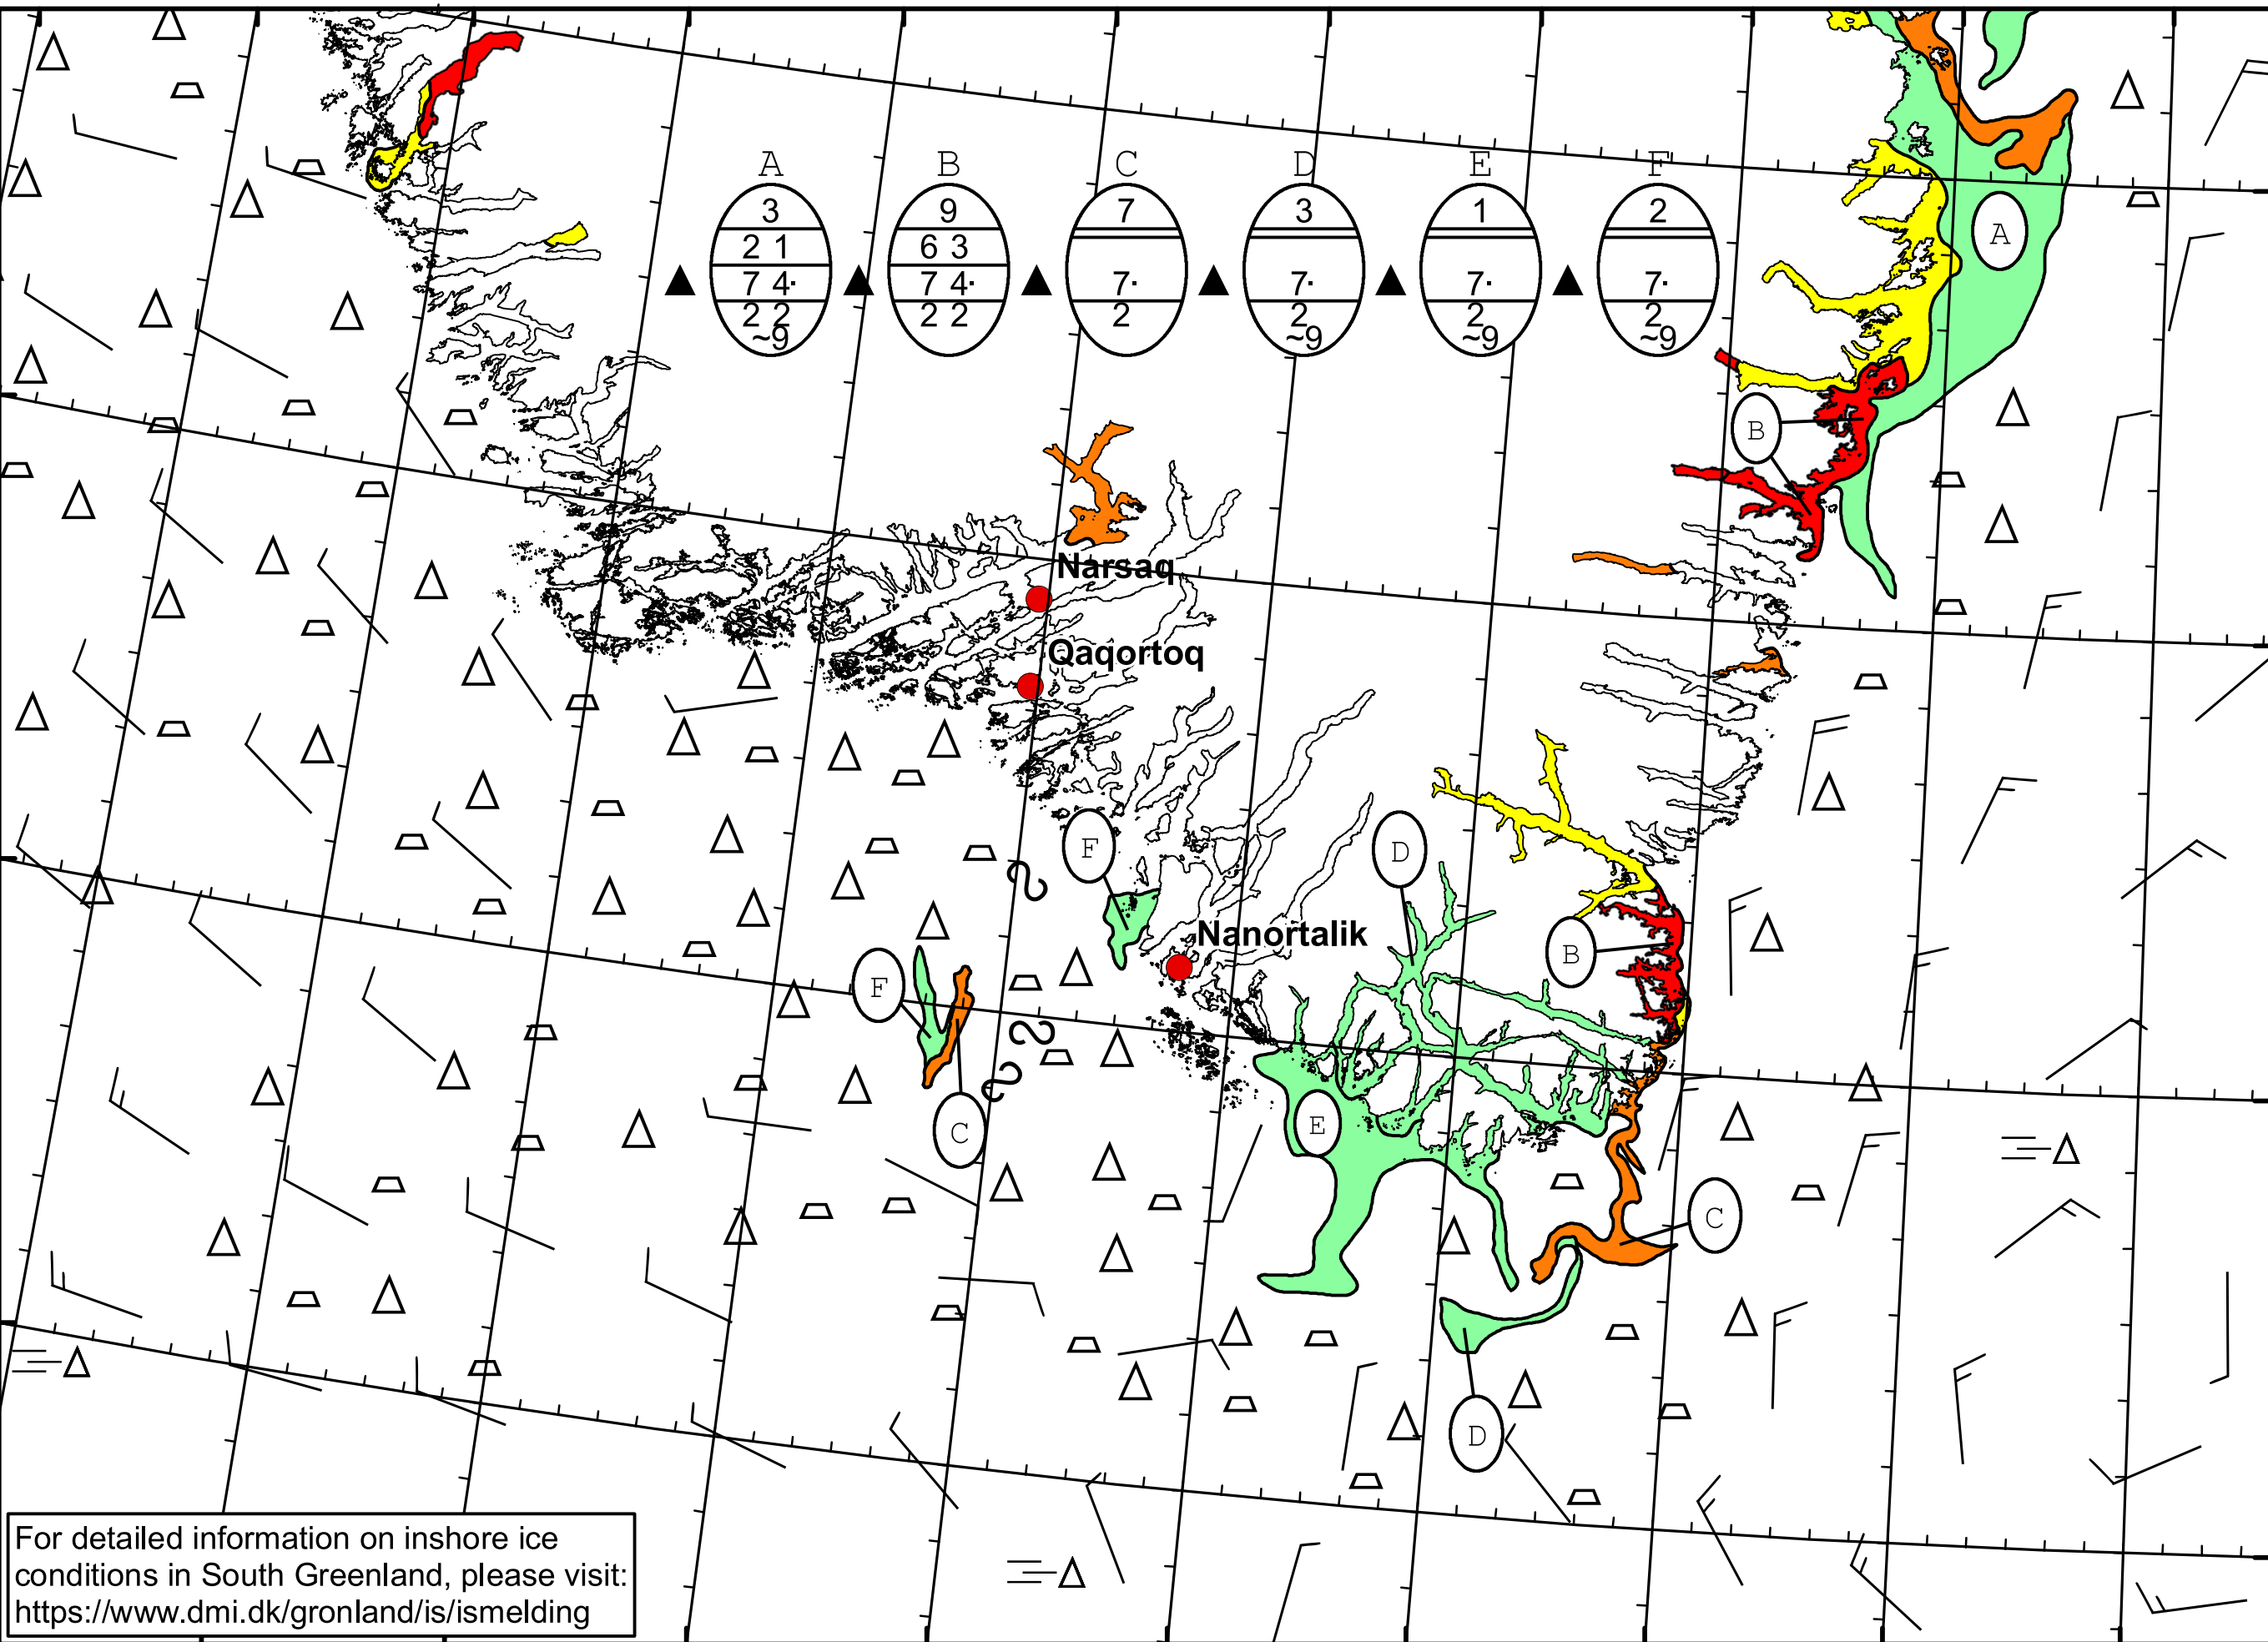 A B C D E F
3 9 7 3 1 2
2 1 6 3
7 4· 7 4· 7· 7· 7· 7·
2 2 2 2 2 2 2 2
~9 ~9 ~9 ~9
A
B
Narsaq
Qaqortoq
F
D
Nanortalik
B
F
E
C
C
D
For detailed information on inshore ice
conditions in South Greenland, please visit:
https://www.dmi.dk/gronland/is/ismelding